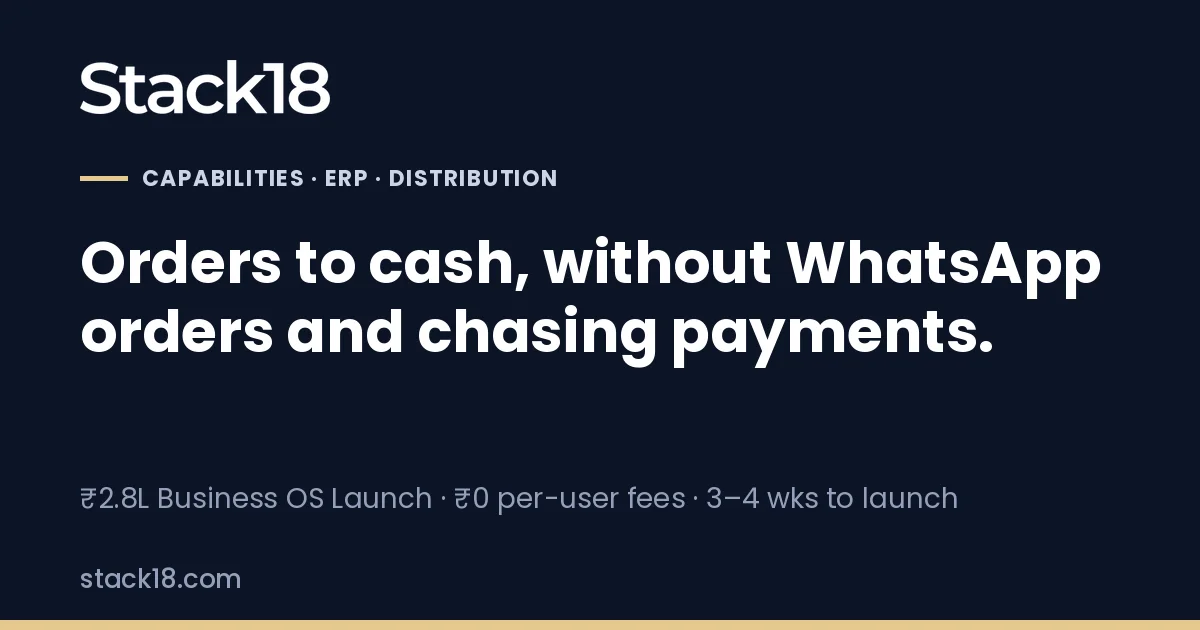 Stack18
CAPABILITIES · ERP · DISTRIBUTION
Orders to cash, without WhatsApp
orders and chasing payments.
₹2.8L Business OS Launch · ₹0 per-user fees · 3–4 wks to launch
stack18.com